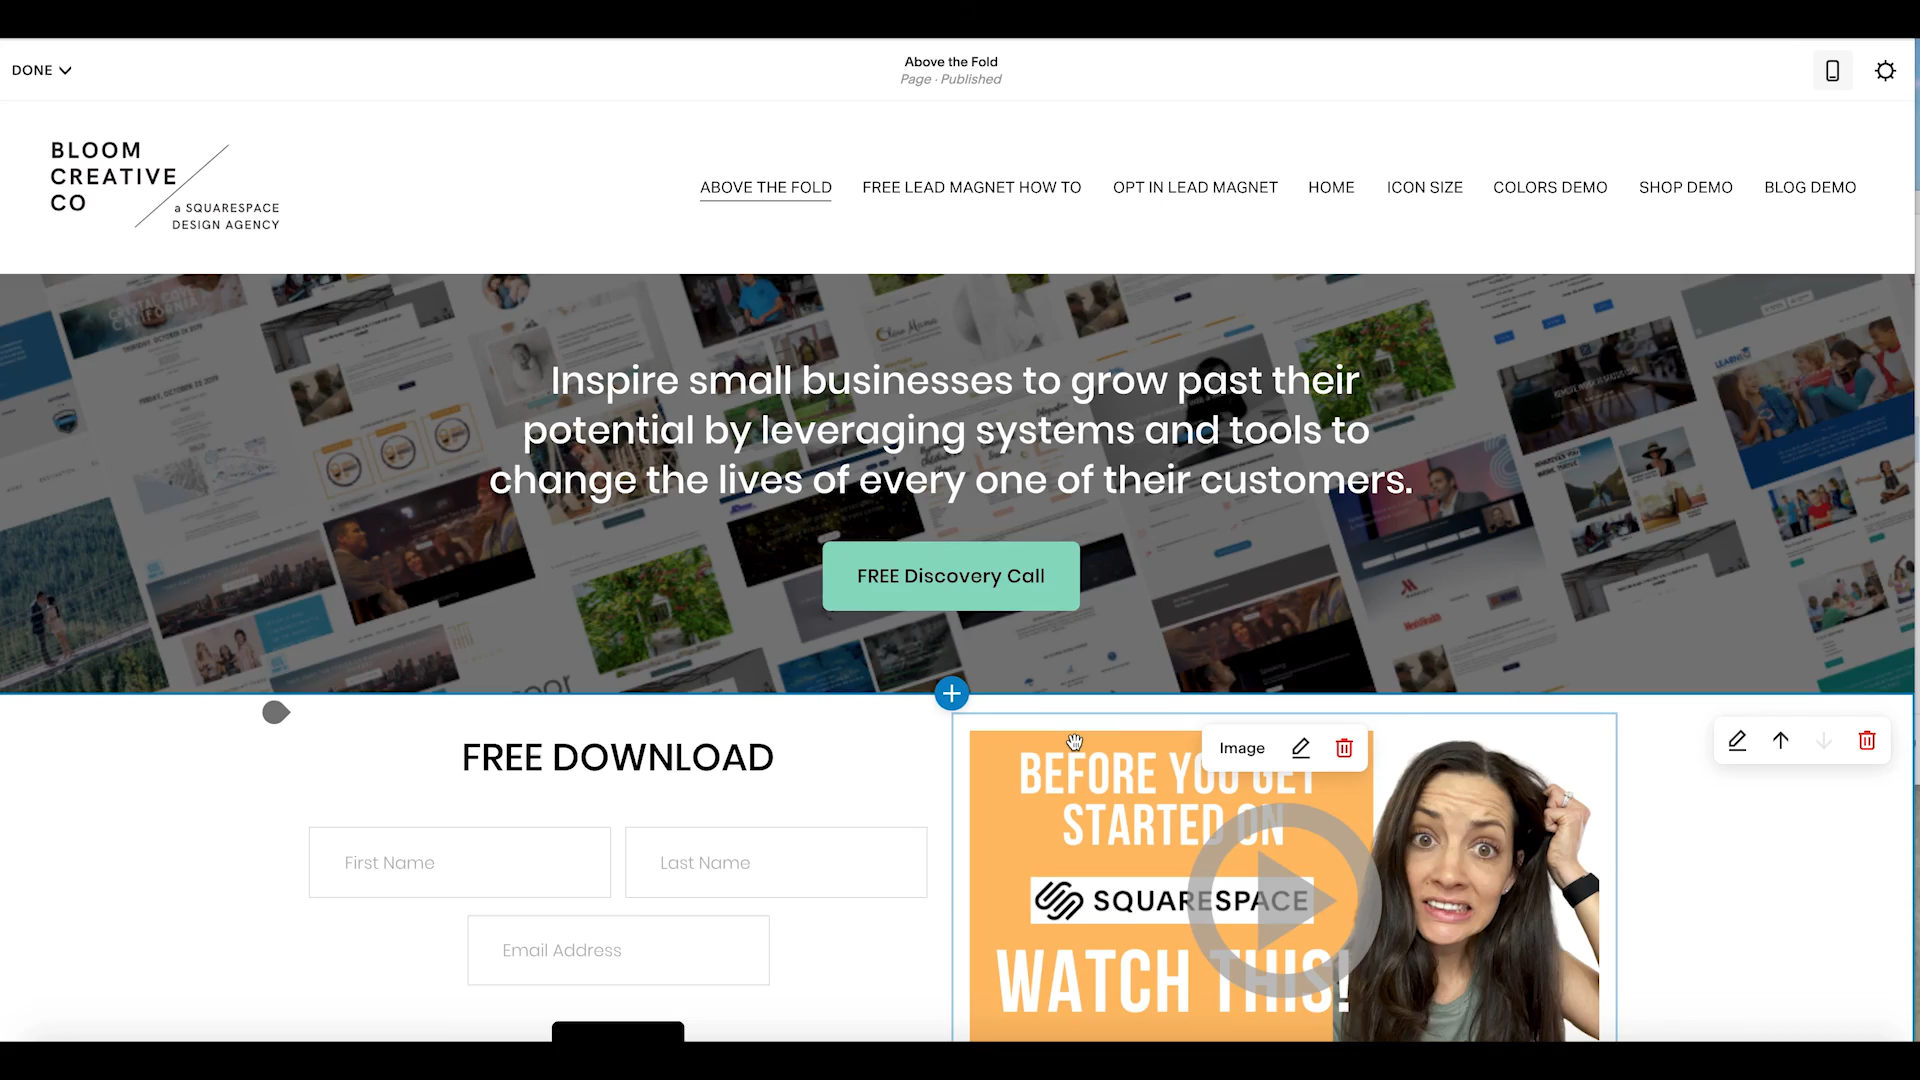 DONE
Above the Fold
Page · Published
BLOOM
CREATIVE
CO
a SQUARESPACE
DESIGN AGENCY
ABOVE THE FOLD
FREE LEAD MAGNET HOW TO
OPT IN LEAD MAGNET
HOME
ICON SIZE
COLORS DEMO
SHOP DEMO
BLOG DEMO
Inspire small businesses to grow past their
potential by leveraging systems and tools to
change the lives of every one of their customers.
FREE Discovery Call
FREE DOWNLOAD
First Name
Last Name
Email Address
Image
BEFORE YOU GET
STARTED ON
SQUARESPACE
WATCH THIS!